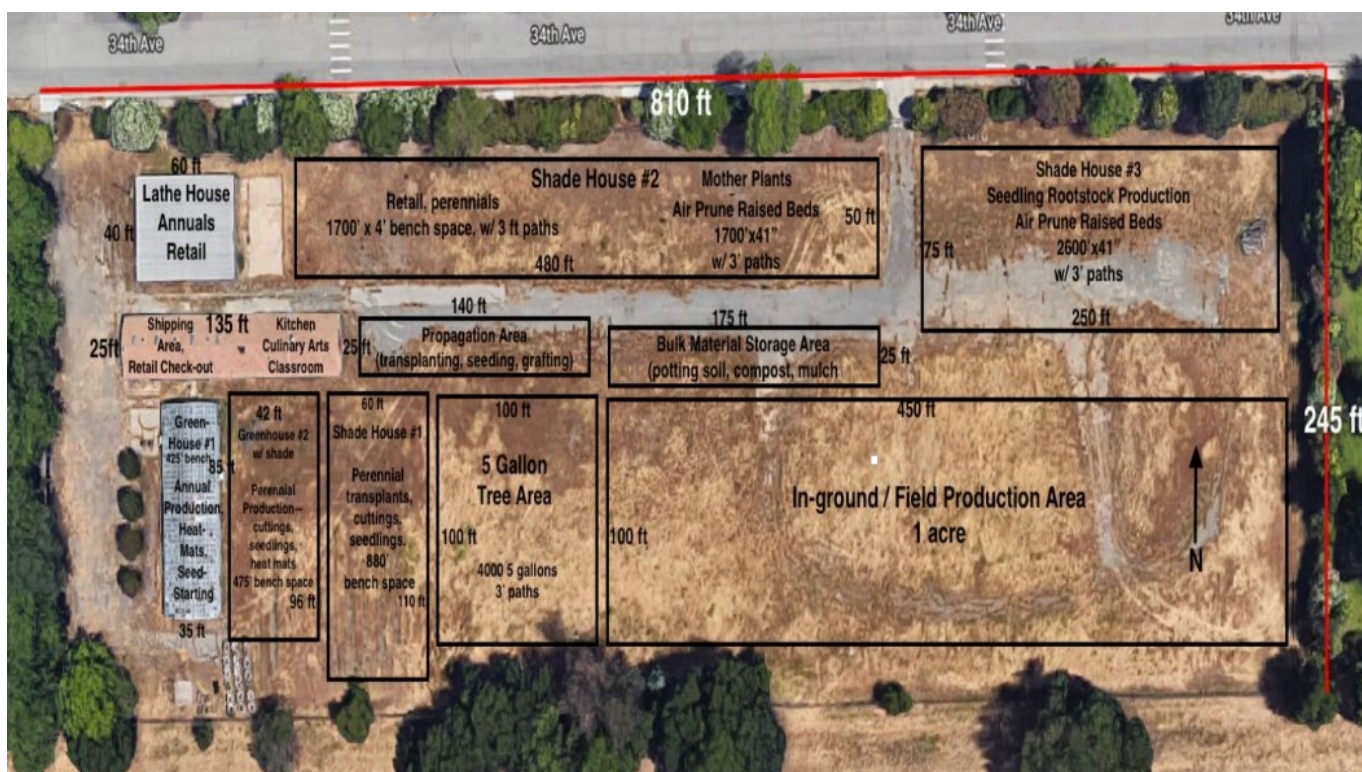 34th Ave
34th Ave
34th Ave
34th Ave
810 ft
60 ft
Lathe House
Annuals
Retail
40 ft
Shade House #2
Retail, perennials
1700' x 4' bench space, w/ 3 ft paths
480 ft
Mother Plants
Air Prune Raised Beds
1700'x41"
w/ 3' paths
50 ft
Shade House #3
Seedling Rootstock Production
Air Prune Raised Beds
2600'x41"
w/ 3' paths
75 ft
250 ft
135 ft
Shipping
Area,
Retail Check-out
Kitchen
Culinary Arts
Classroom
25ft
140 ft
25 ft
Propagation Area
(transplanting, seeding, grafting)
175 ft
Bulk Material Storage Area
(potting soil, compost, mulch
25 ft
Green-
House #1
425' bench
85 ft
Annual
Production,
Heat-
Mats,
Seed-
Starting
35 ft
42 ft
Greenhouse #2
w/ shade
Perennial
Production—
cuttings,
seedlings,
heat mats
475' bench space
96 ft
60 ft
Shade House #1
Perennial
transplants,
cuttings,
seedlings.
880'
bench space
110 ft
100 ft
5 Gallon
Tree Area
100 ft
4000 5 gallons
3' paths
450 ft
In-ground / Field Production Area
1 acre
100 ft
245 ft
N